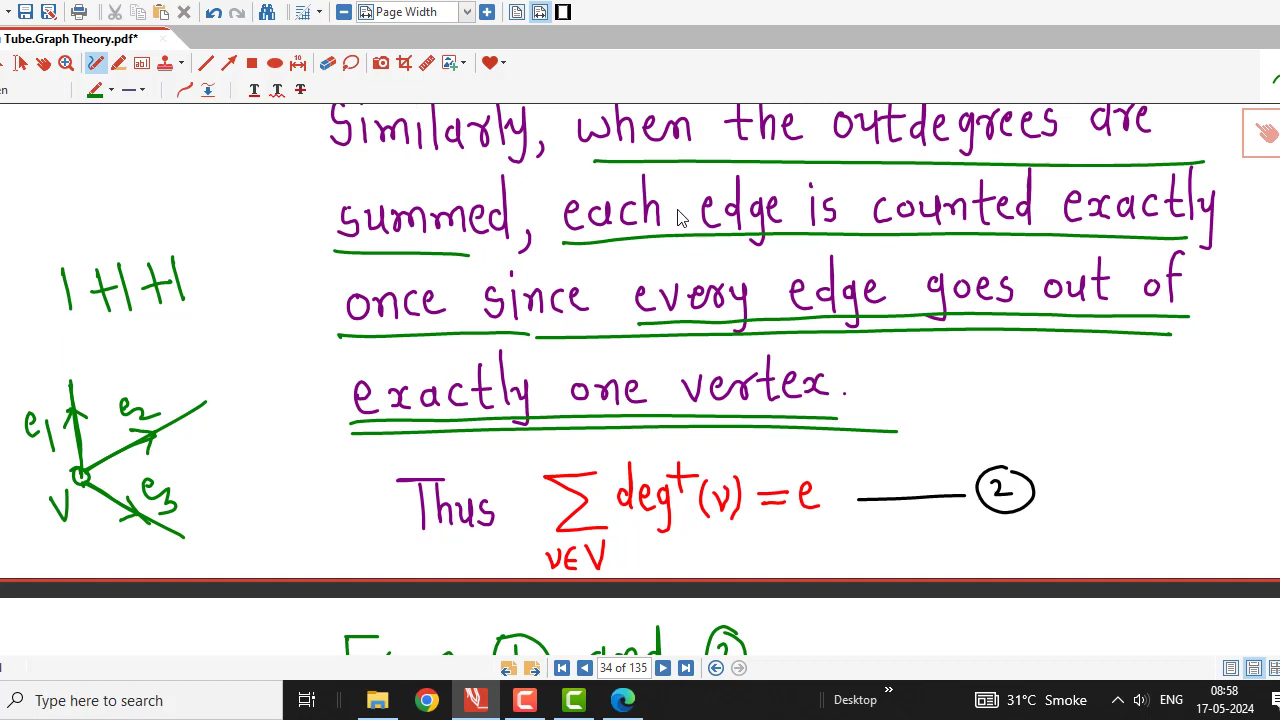 Page Width
Tube.Graph Theory.pdf*
Similarly, when the outdegrees are
summed, each edge is counted exactly
once since every edge goes out of
exactly one vertex.
1+1+1
e1
e2
e3
V
Thus ∑ deg⁺(v) = e ——— 2
v∈V
and 2
34 of 135
Type here to search
Desktop
31°C Smoke
ENG
08:58
17-05-2024